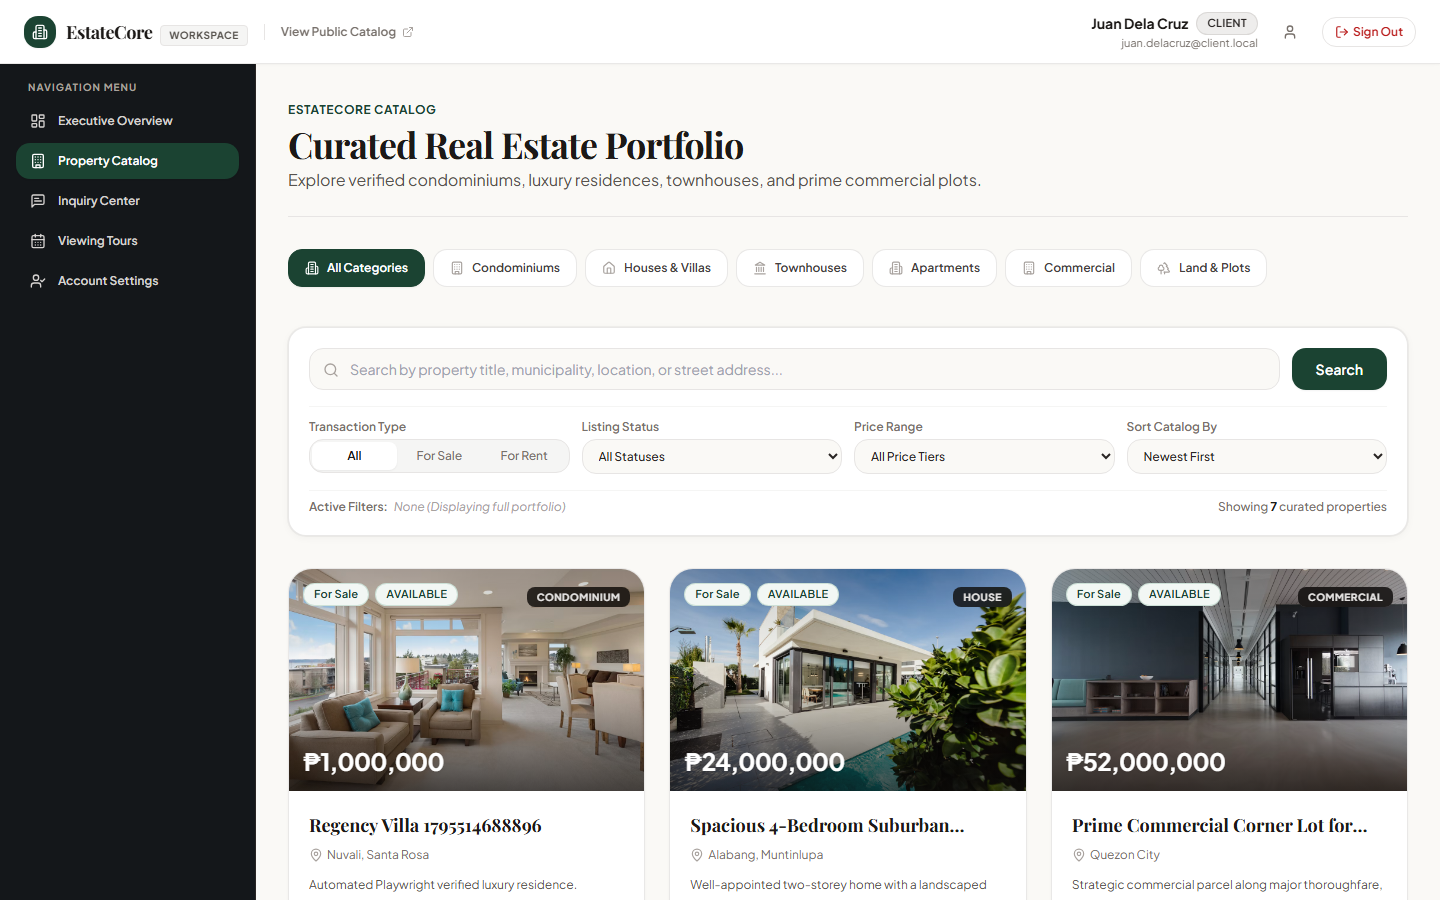 EstateCore WORKSPACE
View Public Catalog
Juan Dela Cruz CLIENT
juan.delacruz@client.local
Sign Out
NAVIGATION MENU
Executive Overview
Property Catalog
Inquiry Center
Viewing Tours
Account Settings
ESTATECORE CATALOG
Curated Real Estate Portfolio
Explore verified condominiums, luxury residences, townhouses, and prime commercial plots.
All Categories
Condominiums
Houses & Villas
Townhouses
Apartments
Commercial
Land & Plots
Search by property title, municipality, location, or street address...
Search
Transaction Type
All
For Sale
For Rent
Listing Status
All Statuses
Price Range
All Price Tiers
Sort Catalog By
Newest First
Active Filters: None (Displaying full portfolio)
Showing 7 curated properties
For Sale
AVAILABLE
CONDOMINIUM
₱1,000,000
Regency Villa 1795514688896
Nuvali, Santa Rosa
Automated Playwright verified luxury residence.
For Sale
AVAILABLE
HOUSE
₱24,000,000
Spacious 4-Bedroom Suburban...
Alabang, Muntinlupa
Well-appointed two-storey home with a landscaped
For Sale
AVAILABLE
COMMERCIAL
₱52,000,000
Prime Commercial Corner Lot for...
Quezon City
Strategic commercial parcel along major thoroughfare,